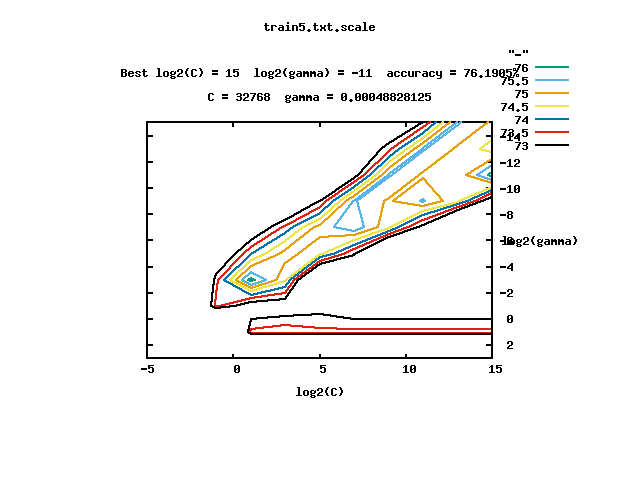 train5.txt.scale
"-"
Best log2(C) = 15  log2(gamma) = -11  accuracy = 76.1905%
76
75.5
C = 32768  gamma = 0.00048828125
75
74.5
74
73.5
73
-14
-12
-10
-8
-6
log2(gamma)
-4
-2
0
2
-5 0 5 10 15
log2(C)